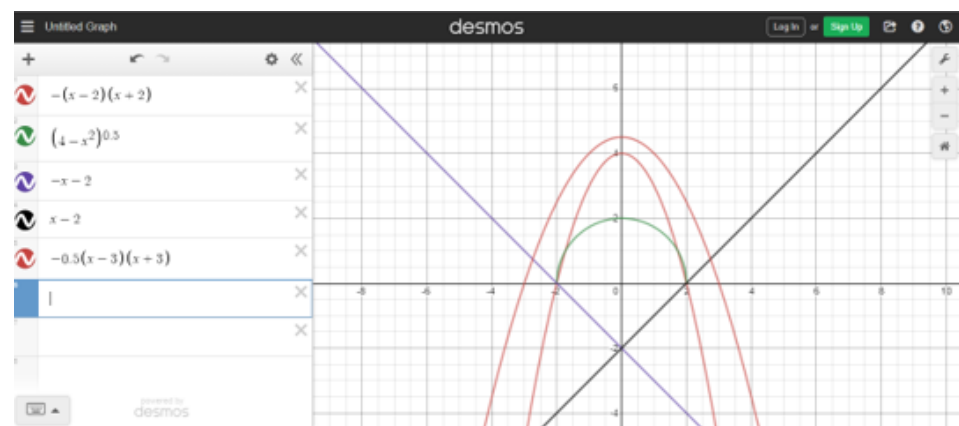 Untitled Graph
desmos
Log In or Sign Up
-(x-2)(x+2)
(4-x²)^0.5
-x-2
x-2
-0.5(x-3)(x+3)
powered by
desmos
6
4
2
-8 -6 -4 -2 0 2 4 6 8 10
-2
-4